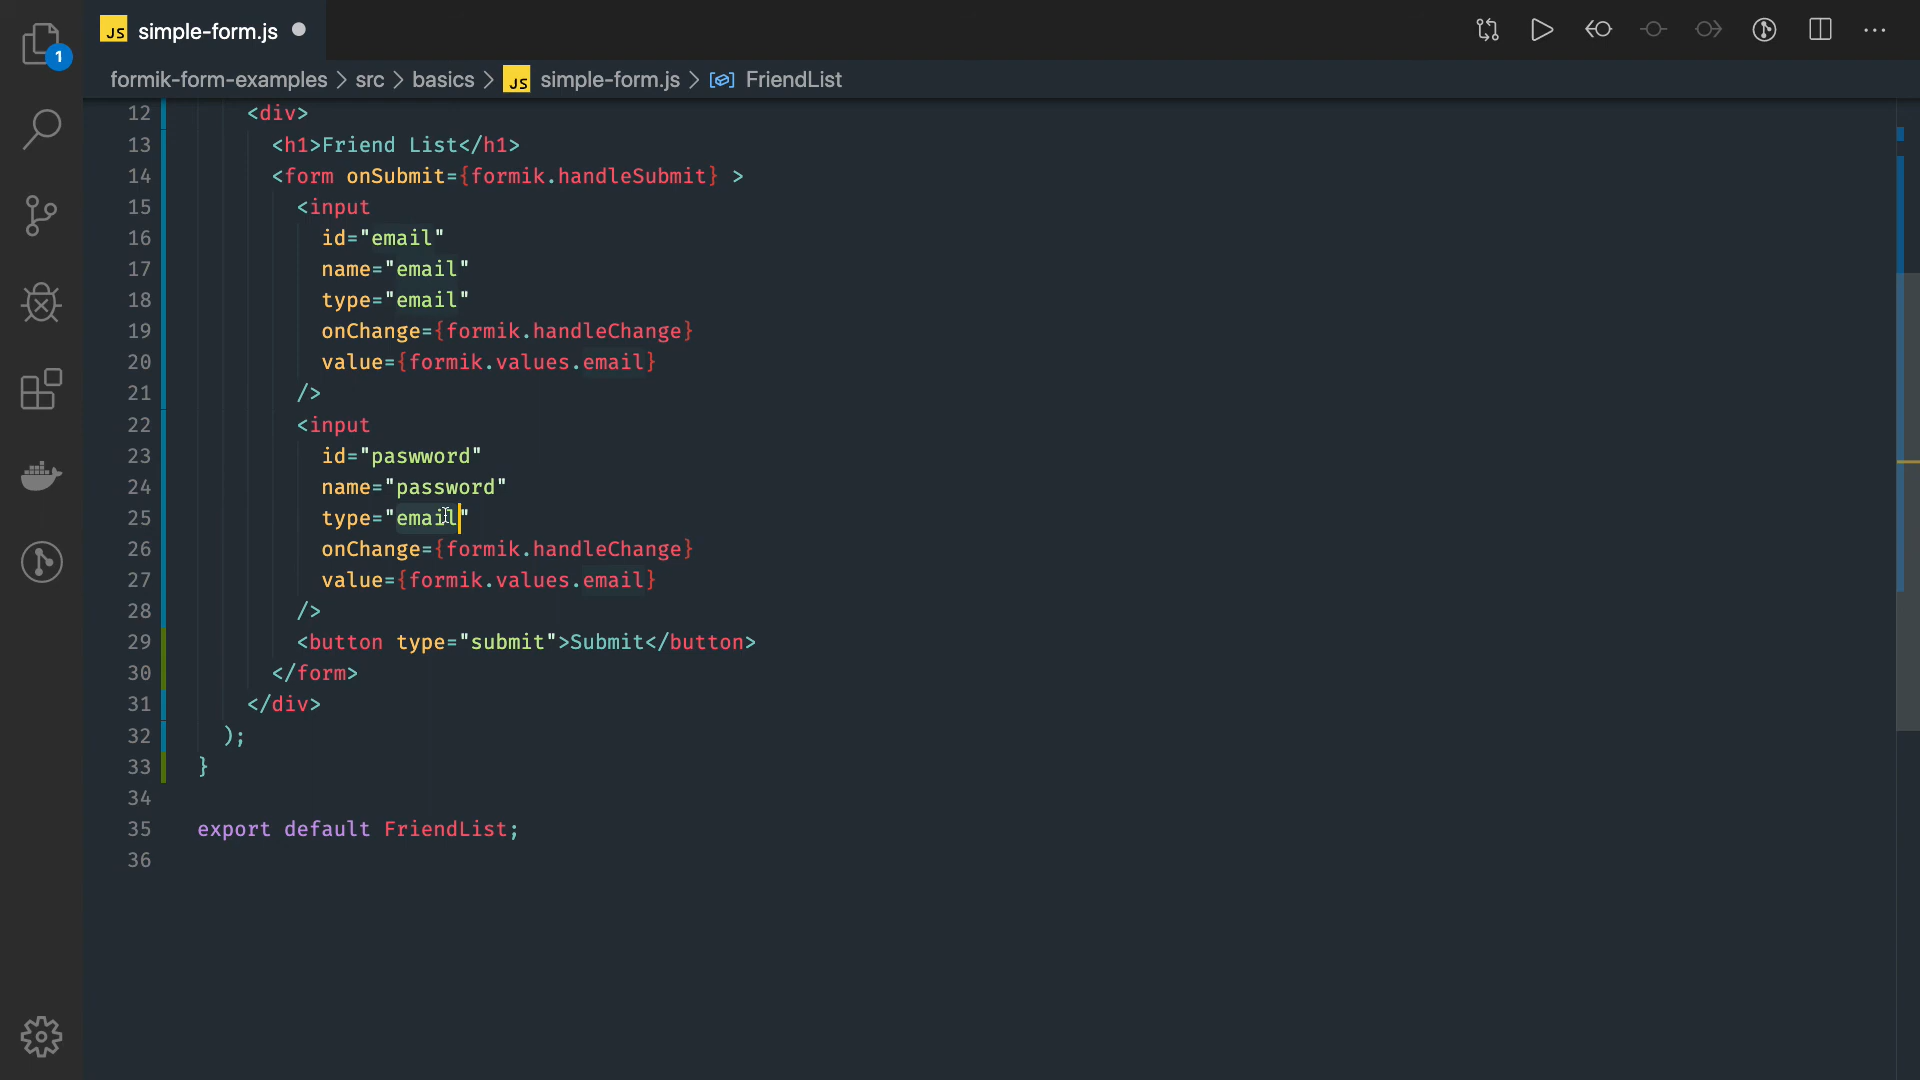 JS simple-form.js
1
formik-form-examples > src > basics > JS simple-form.js > FriendList
12 <div>
13 <h1>Friend List</h1>
14 <form onSubmit={formik.handleSubmit} >
15 <input
16 id="email"
17 name="email"
18 type="email"
19 onChange={formik.handleChange}
20 value={formik.values.email}
21 />
22 <input
23 id="paswword"
24 name="password"
25 type="email"
26 onChange={formik.handleChange}
27 value={formik.values.email}
28 />
29 <button type="submit">Submit</button>
30 </form>
31 </div>
32 );
33 }
34
35 export default FriendList;
36